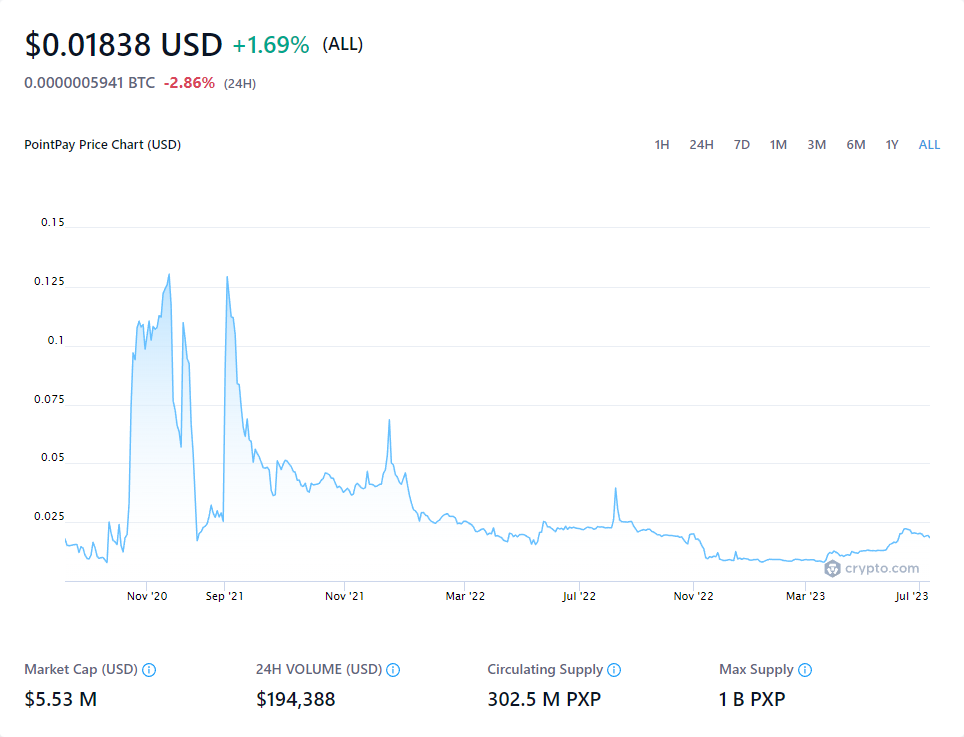 $0.01838 USD +1.69% (ALL)
0.0000005941 BTC -2.86% (24H)
PointPay Price Chart (USD) 1H 24H 7D 1M 3M 6M 1Y ALL
0.15
0.125
0.1
0.075
0.05
0.025
crypto.com
Nov '20 Sep '21 Nov '21 Mar '22 Jul '22 Nov '22 Mar '23 Jul '23
Market Cap (USD) 24H VOLUME (USD) Circulating Supply Max Supply
$5.53 M $194,388 302.5 M PXP 1 B PXP